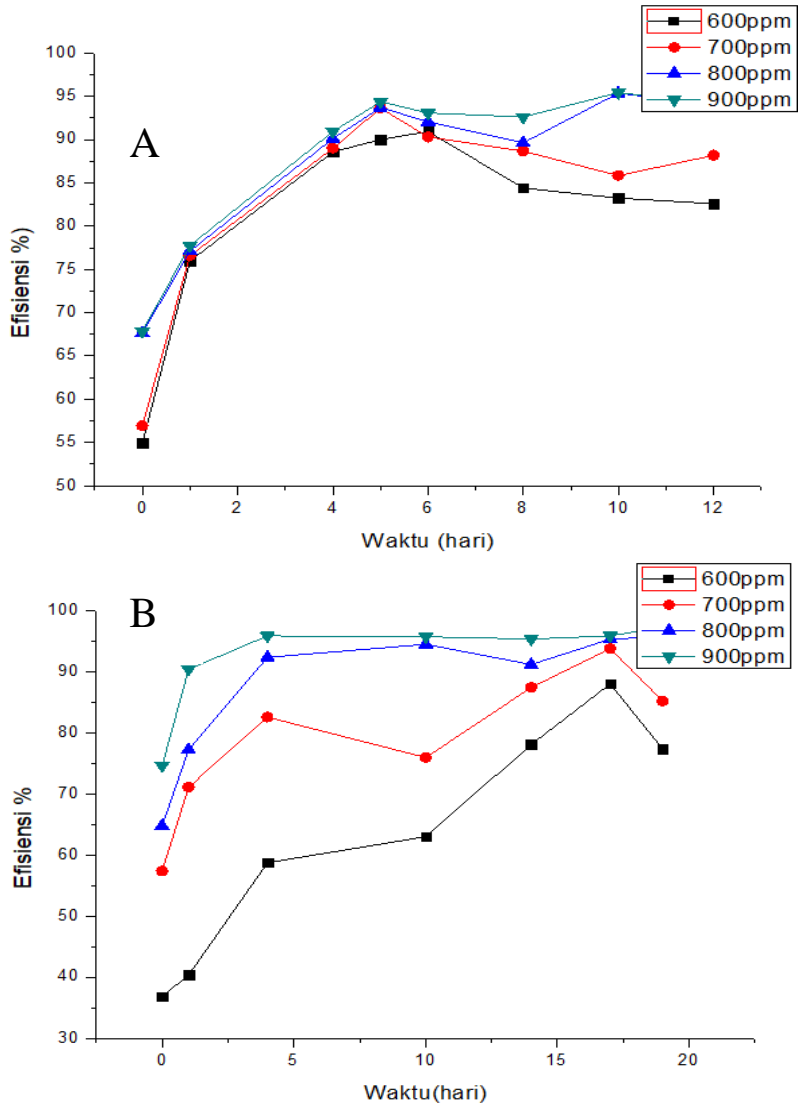 600ppm
700ppm
800ppm
900ppm
A
Efisiensi %)
100
95
90
85
80
75
70
65
60
55
50
0 2 4 6 8 10 12
Waktu (hari)
600ppm
700ppm
800ppm
900ppm
B
Efisiensi %
100
90
80
70
60
50
40
30
0 5 10 15 20
Waktu(hari)